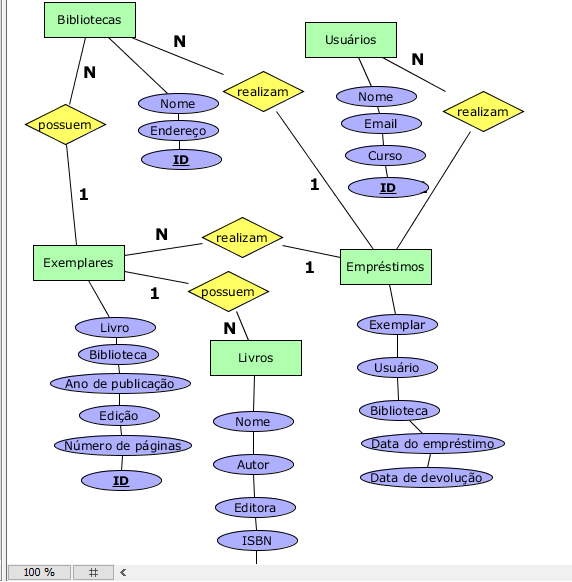 Bibliotecas
N
N
possuem
1
Nome
Endereço
ID
realizam
1
Usuários
N
Nome
Email
Curso
ID
realizam
Exemplares
N
realizam
1
Empréstimos
1
possuem
N
Livros
Livro
Biblioteca
Ano de publicação
Edição
Número de páginas
ID
Nome
Autor
Editora
ISBN
Exemplar
Usuário
Biblioteca
Data do empréstimo
Data de devolução
100 %